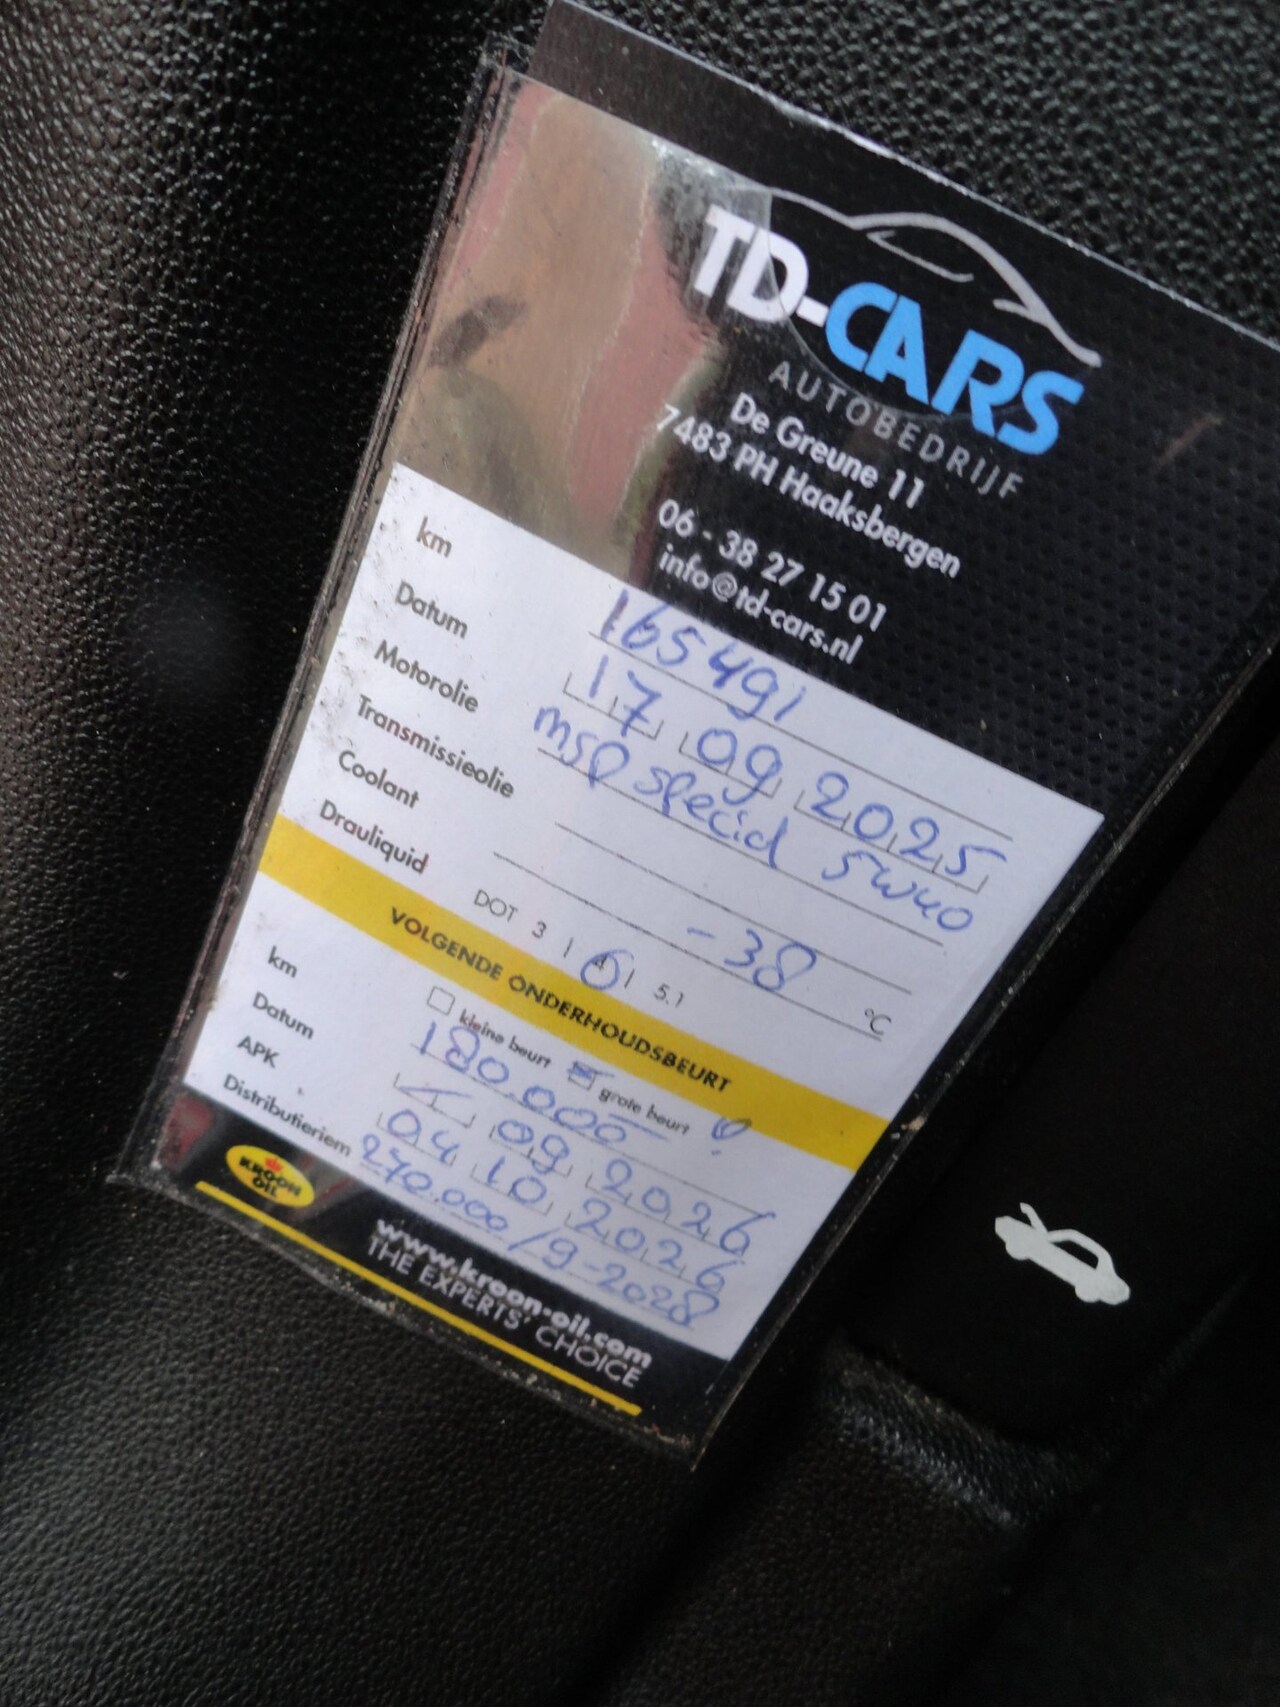 TD-CARS
AUTOBEDRIJF
De Greune 11
7483 PH Haaksbergen
06 - 38 27 15 01
info@td-cars.nl
km 165491
Datum 17 09 2025
Motorolie MSP special 5w40
Transmissieolie
Coolant -38 °C
Drauliquid DOT 3 | 4 | 5.1
VOLGENDE ONDERHOUDSBEURT
kleine beurt grote beurt
km 180.000
Datum 09 2026
APK 04 10 2026
Distributieriem 270.000/9-2028
KROON OIL
www.kroon-oil.com
THE EXPERTS' CHOICE